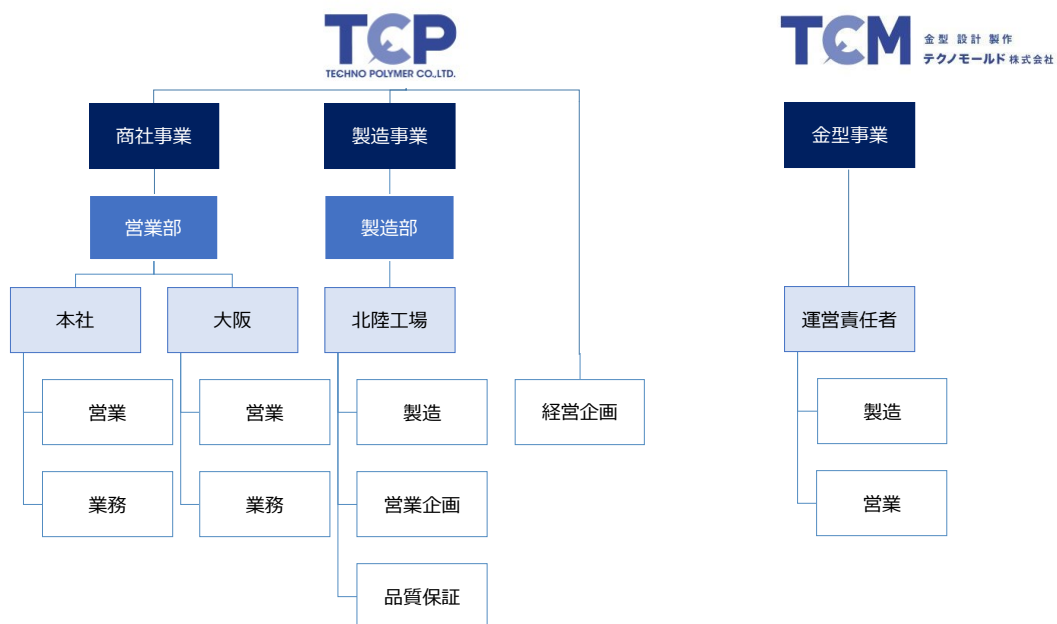 TCP
TECHNO POLYMER CO.,LTD.
TCM
金型 設計 製作
テクノモールド 株式会社
商社事業
製造事業
金型事業
営業部
製造部
本社
大阪
北陸工場
運営責任者
営業
営業
製造
経営企画
製造
業務
業務
営業企画
営業
品質保証